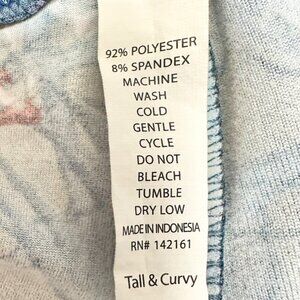 92% POLYESTER
8% SPANDEX
MACHINE
WASH
COLD
GENTLE
CYCLE
DO NOT
BLEACH
TUMBLE
DRY LOW
MADE IN INDONESIA
RN# 142161
Tall & Curvy